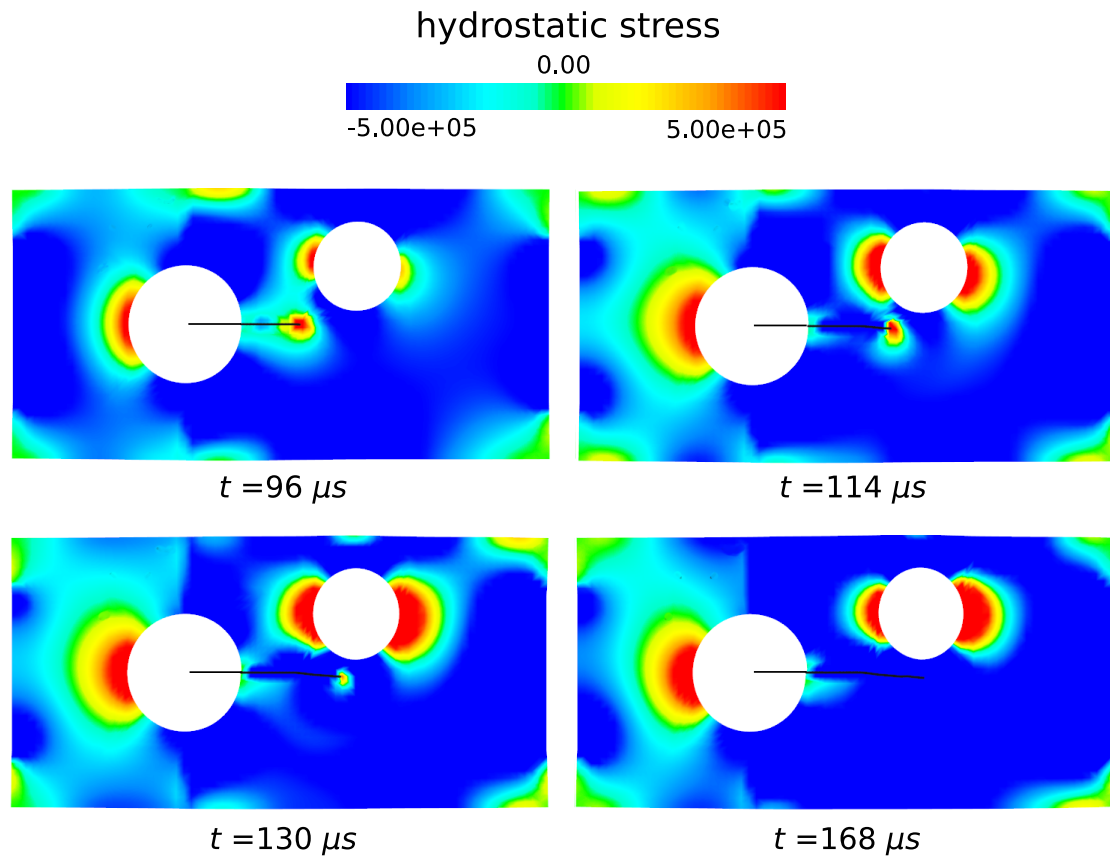 hydrostatic stress
0.00
-5.00e+05 5.00e+05
t =96 μs
t =114 μs
t =130 μs
t =168 μs